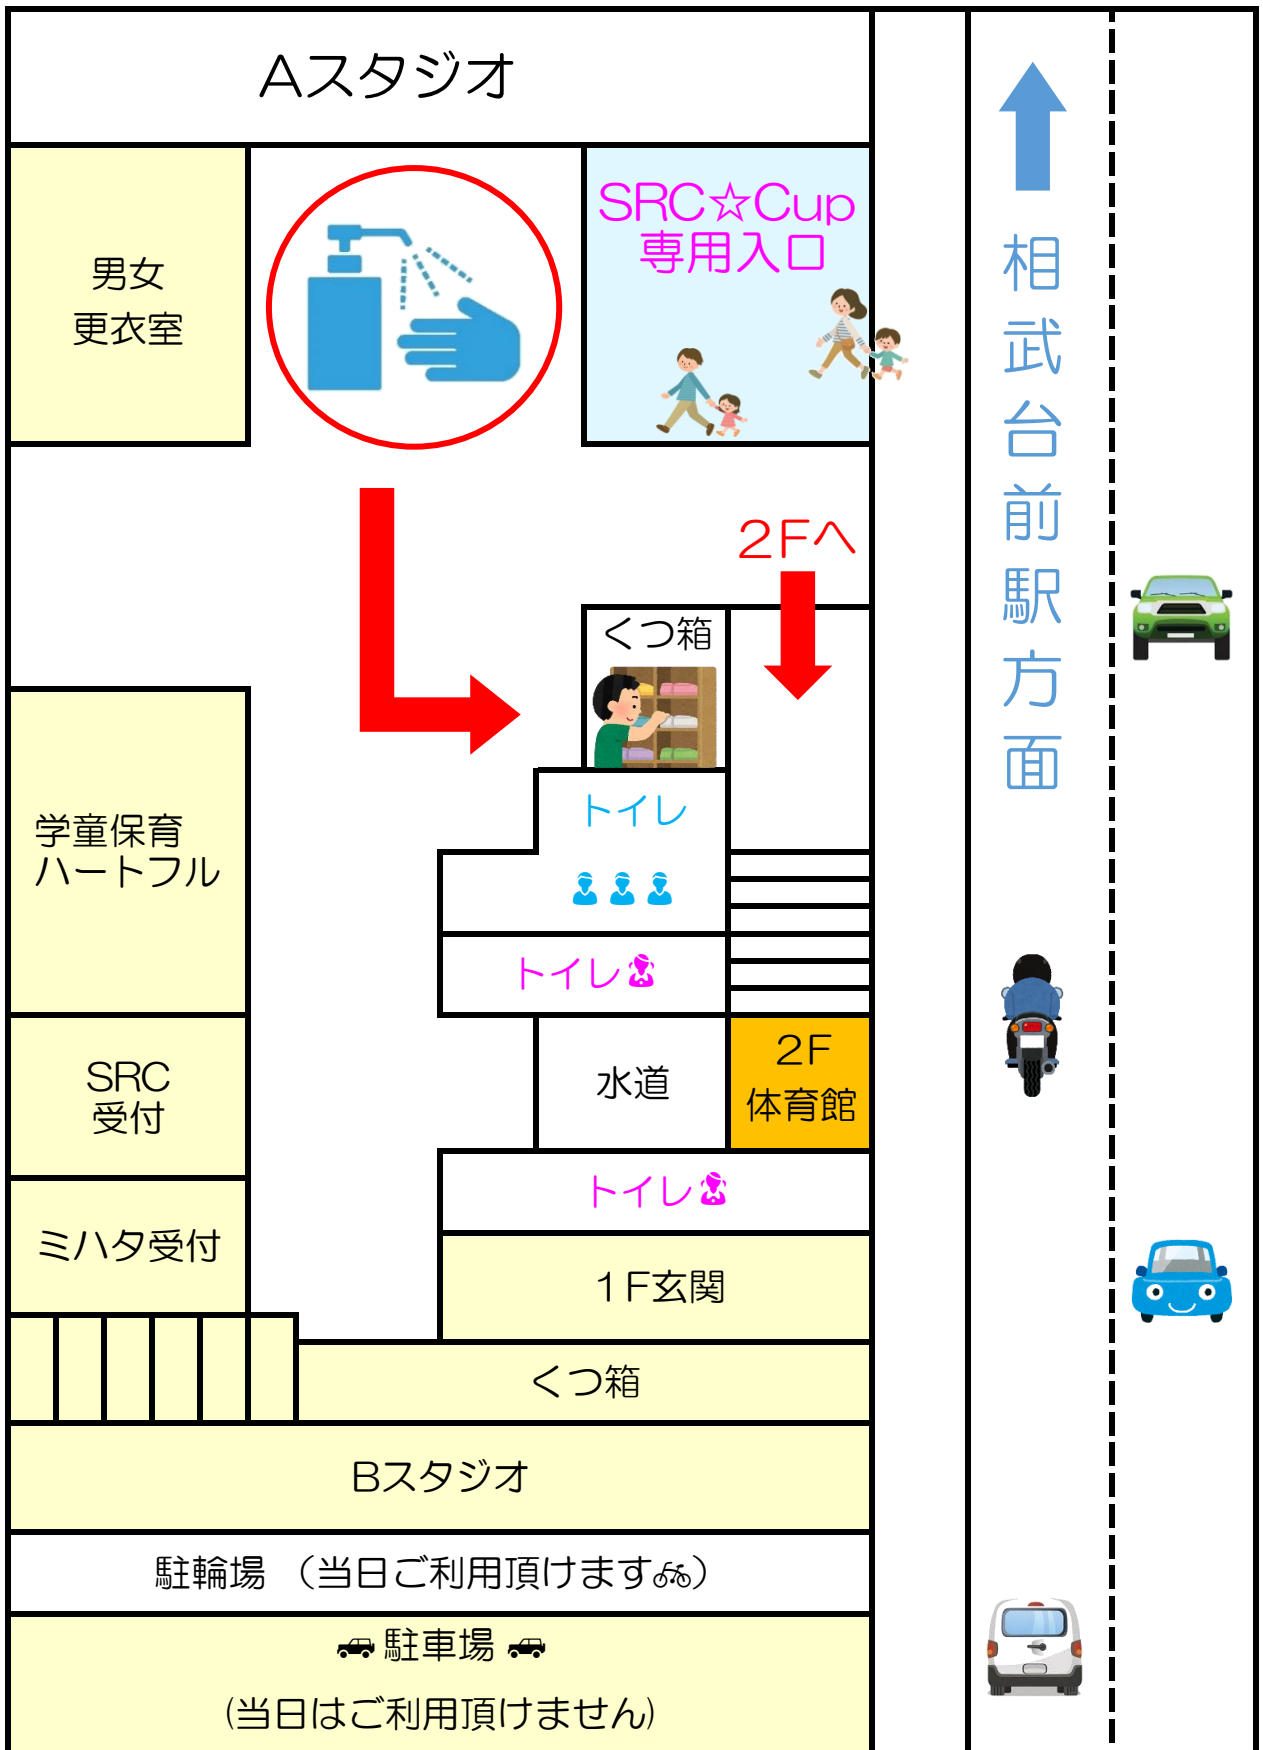 Aスタジオ
男女
更衣室
SRC☆Cup
専用入口
相武台前駅方面
2Fへ
くつ箱
トイレ
学童保育
ハートフル
トイレ
SRC
受付
水道
2F
体育館
トイレ
ミハタ受付
1F玄関
くつ箱
Bスタジオ
駐輪場 (当日ご利用頂けます🚲)
駐車場
(当日はご利用頂けません)